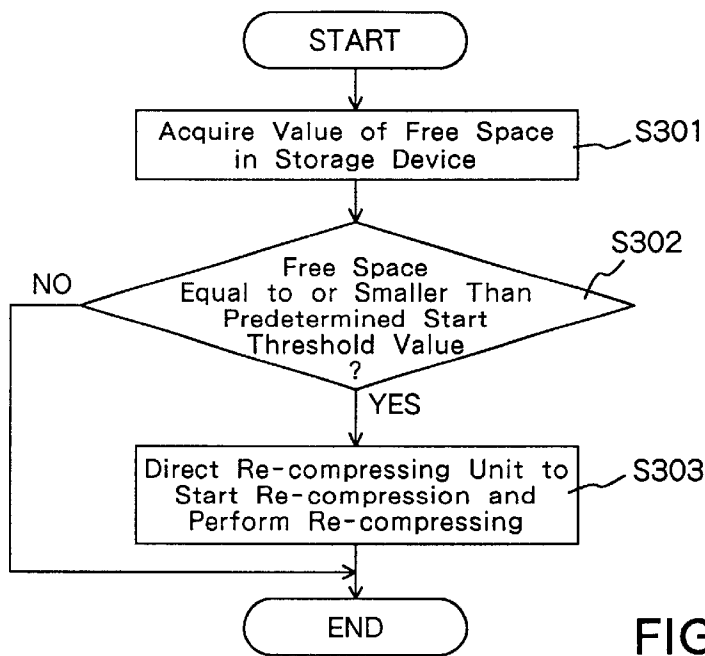 START
Acquire Value of Free Space
in Storage Device
S301
S302
Free Space
Equal to or Smaller Than
Predetermined Start
Threshold Value
?
NO
YES
Direct Re-compressing Unit to
Start Re-compression and
Perform Re-compressing
S303
END
FIG